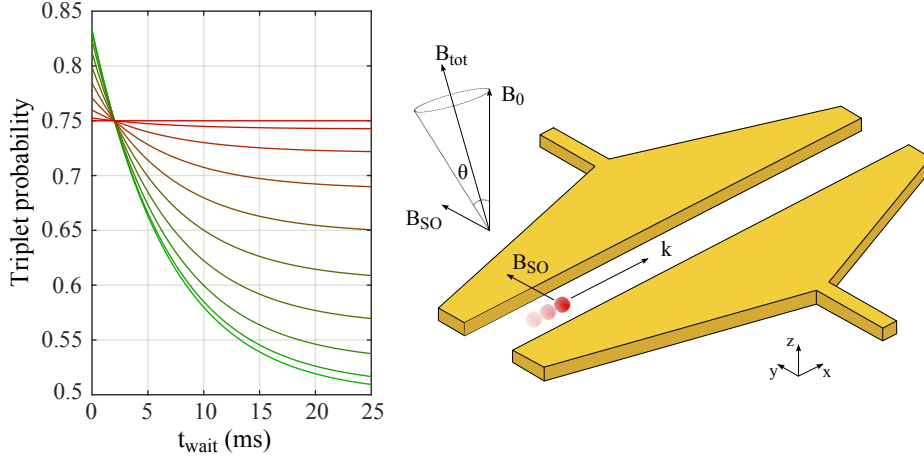 0.85
0.8
0.75
0.7
0.65
0.6
0.55
0.5
0 5 10 15 20 25
Triplet probability
t_wait (ms)
B_tot
B_0
θ
B_SO
B_SO
k
z
y
x